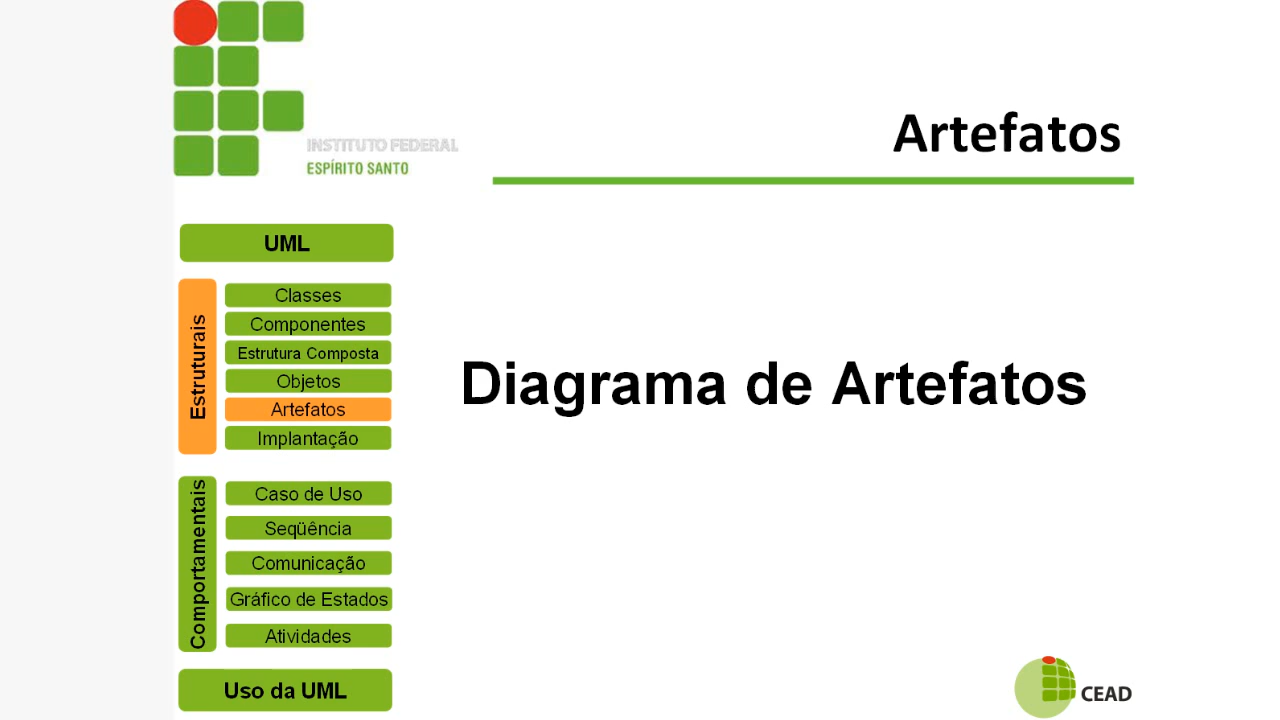 INSTITUTO FEDERAL
ESPÍRITO SANTO
Artefatos
UML
Estruturais
Classes
Componentes
Estrutura Composta
Objetos
Artefatos
Implantação
Diagrama de Artefatos
Comportamentais
Caso de Uso
Seqüência
Comunicação
Gráfico de Estados
Atividades
Uso da UML
CEAD